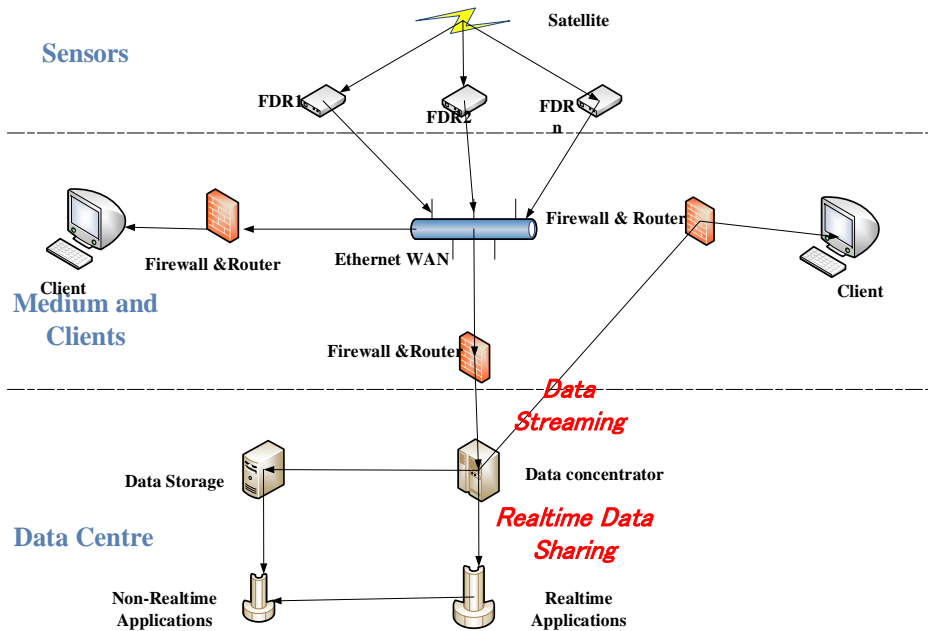 Satellite
Sensors
FDR1
FDR2
FDR
n
Firewall & Router
Firewall &Router
Ethernet WAN
Client
Client
Medium and
Clients
Firewall &Router
Data
Streaming
Data Storage
Data concentrator
Realtime Data
Sharing
Data Centre
Non-Realtime
Applications
Realtime
Applications